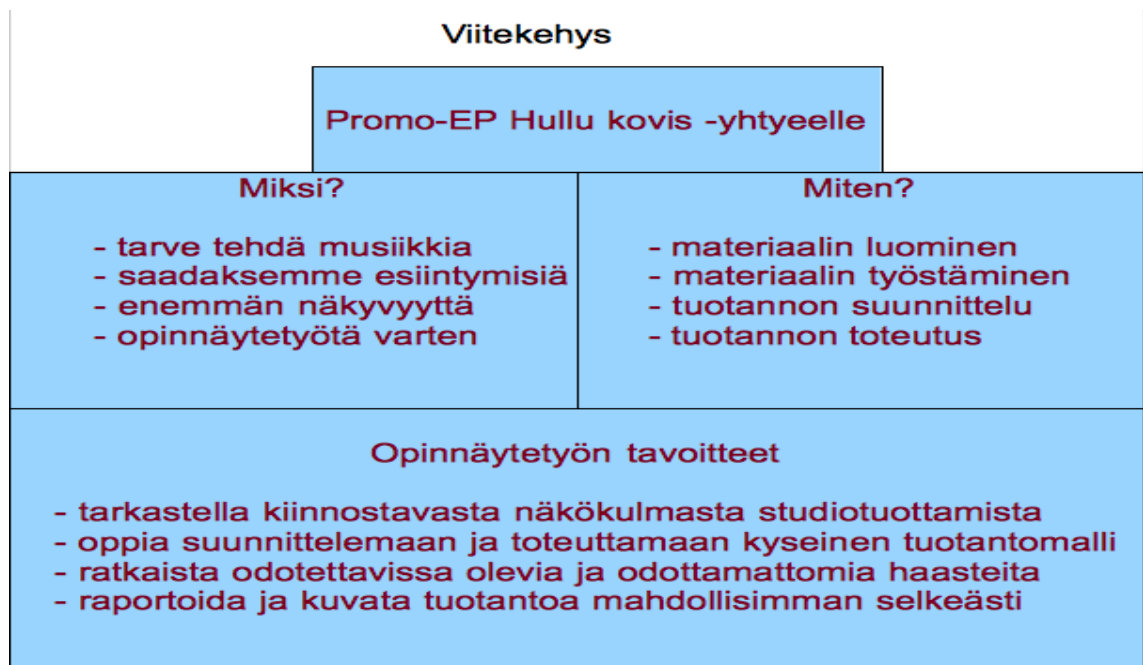 Viitekehys
Promo-EP Hullu kovis -yhtyeelle
Miksi?
- tarve tehdä musiikkia
- saadaksemme esiintymisiä
- enemmän näkyvyyttä
- opinnäytetyötä varten
Miten?
- materiaalin luominen
- materiaalin työstäminen
- tuotannon suunnittelu
- tuotannon toteutus
Opinnäytetyön tavoitteet
- tarkastella kiinnostavasta näkökulmasta studiotuottamista
- oppia suunnittelemaan ja toteuttamaan kyseinen tuotantomalli
- ratkaista odotettavissa olevia ja odottamattomia haasteita
- raportoida ja kuvata tuotantoa mahdollisimman selkeästi